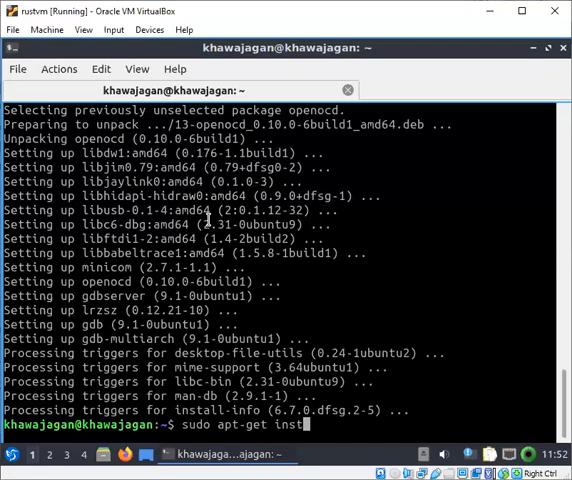 rustvm [Running] - Oracle VM VirtualBox
File Machine View Input Devices Help
khawajagan@khawajagan: ~
File Actions Edit View Help
khawajagan@khawajagan: ~
Selecting previously unselected package openocd.
Preparing to unpack .../13-openocd_0.10.0-6build1_amd64.deb ...
Unpacking openocd (0.10.0-6build1) ...
Setting up libdw1:amd64 (0.176-1.1build1) ...
Setting up libjim0.79:amd64 (0.79+dfsg0-2) ...
Setting up libjaylink0:amd64 (0.1.0-3) ...
Setting up libhidapi-hidraw0:amd64 (0.9.0+dfsg-1) ...
Setting up libusb-0.1-4:amd64 (2:0.1.12-32) ...
Setting up libc6-dbg:amd64 (2.31-0ubuntu9) ...
Setting up libftdi1-2:amd64 (1.4-2build2) ...
Setting up libbabeltrace1:amd64 (1.5.8-1build1) ...
Setting up minicom (2.7.1-1.1) ...
Setting up openocd (0.10.0-6build1) ...
Setting up gdbserver (9.1-0ubuntu1) ...
Setting up lrzsz (0.12.21-10) ...
Setting up gdb (9.1-0ubuntu1) ...
Setting up gdb-multiarch (9.1-0ubuntu1) ...
Processing triggers for desktop-file-utils (0.24-1ubuntu2) ...
Processing triggers for mime-support (3.64ubuntu1) ...
Processing triggers for libc-bin (2.31-0ubuntu9) ...
Processing triggers for man-db (2.9.1-1) ...
Processing triggers for install-info (6.7.0.dfsg.2-5) ...
khawajagan@khawajagan:~$ sudo apt-get inst
1 2 3 4 khawajaga...ajagan: ~ 11:52
Right Ctrl